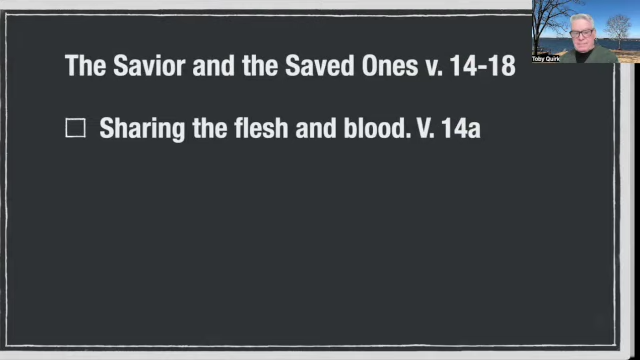 The Savior and the Saved Ones v. 14-18
Sharing the flesh and blood. V. 14a
Toby Quirk